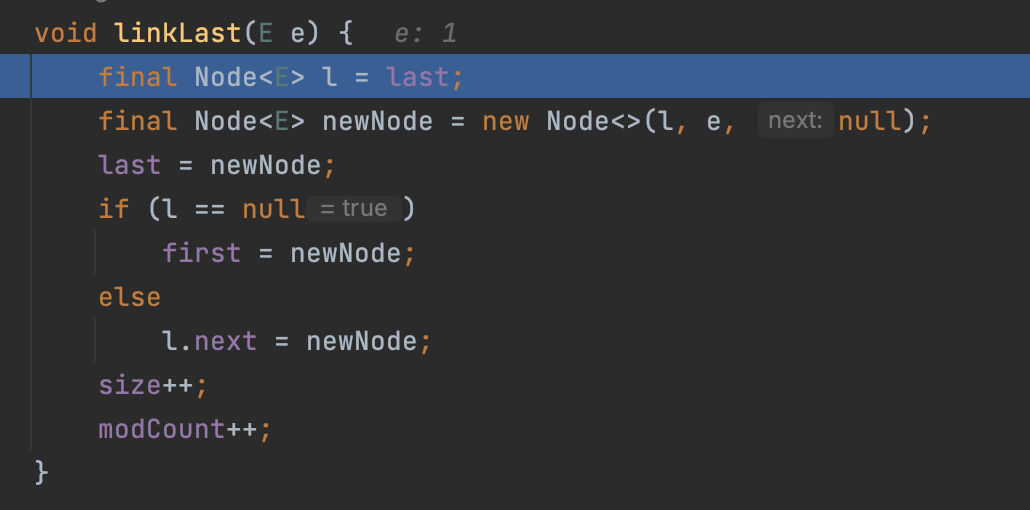 void linkLast(E e) {   e: 1
    final Node<E> l = last;
    final Node<E> newNode = new Node<>(l, e,  next: null);
    last = newNode;
    if (l == null = true )
        first = newNode;
    else
        l.next = newNode;
    size++;
    modCount++;
}